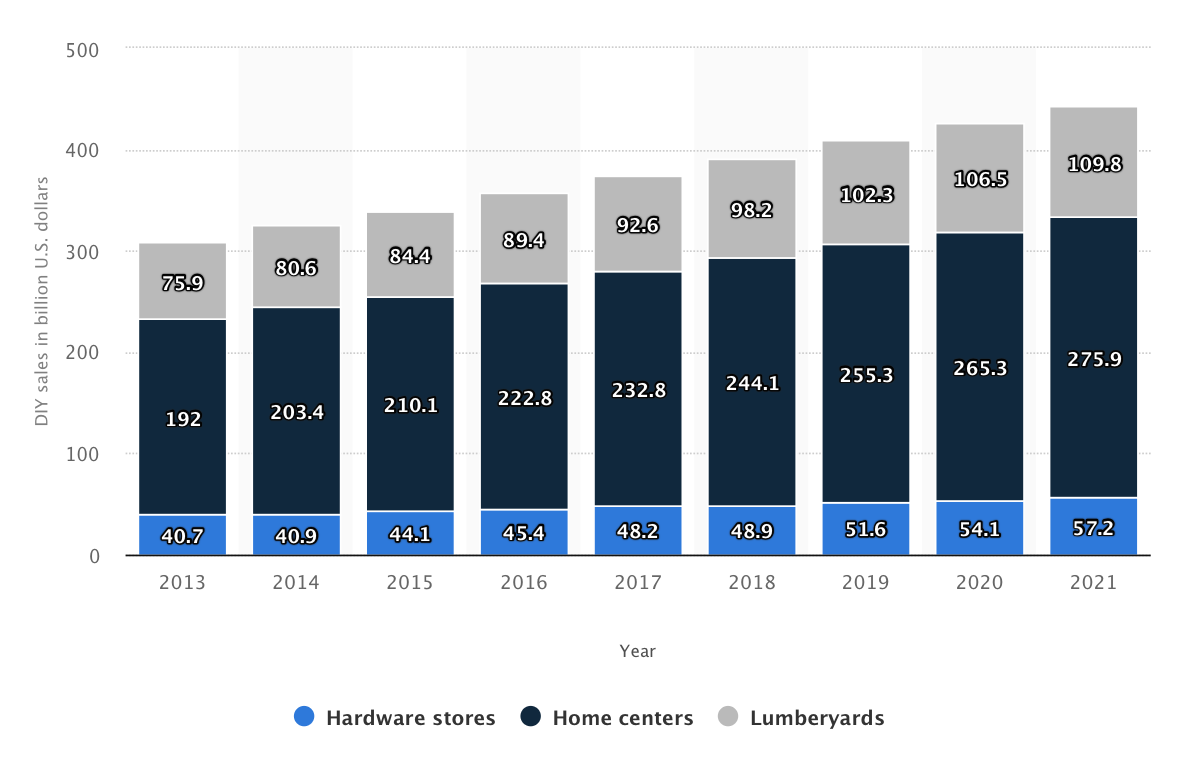 DIY sales in billion U.S. dollars
500
400
300
200
100
0
75.9 80.6 84.4 89.4 92.6 98.2 102.3 106.5 109.8
192 203.4 210.1 222.8 232.8 244.1 255.3 265.3 275.9
40.7 40.9 44.1 45.4 48.2 48.9 51.6 54.1 57.2
2013 2014 2015 2016 2017 2018 2019 2020 2021
Year
Hardware stores Home centers Lumberyards